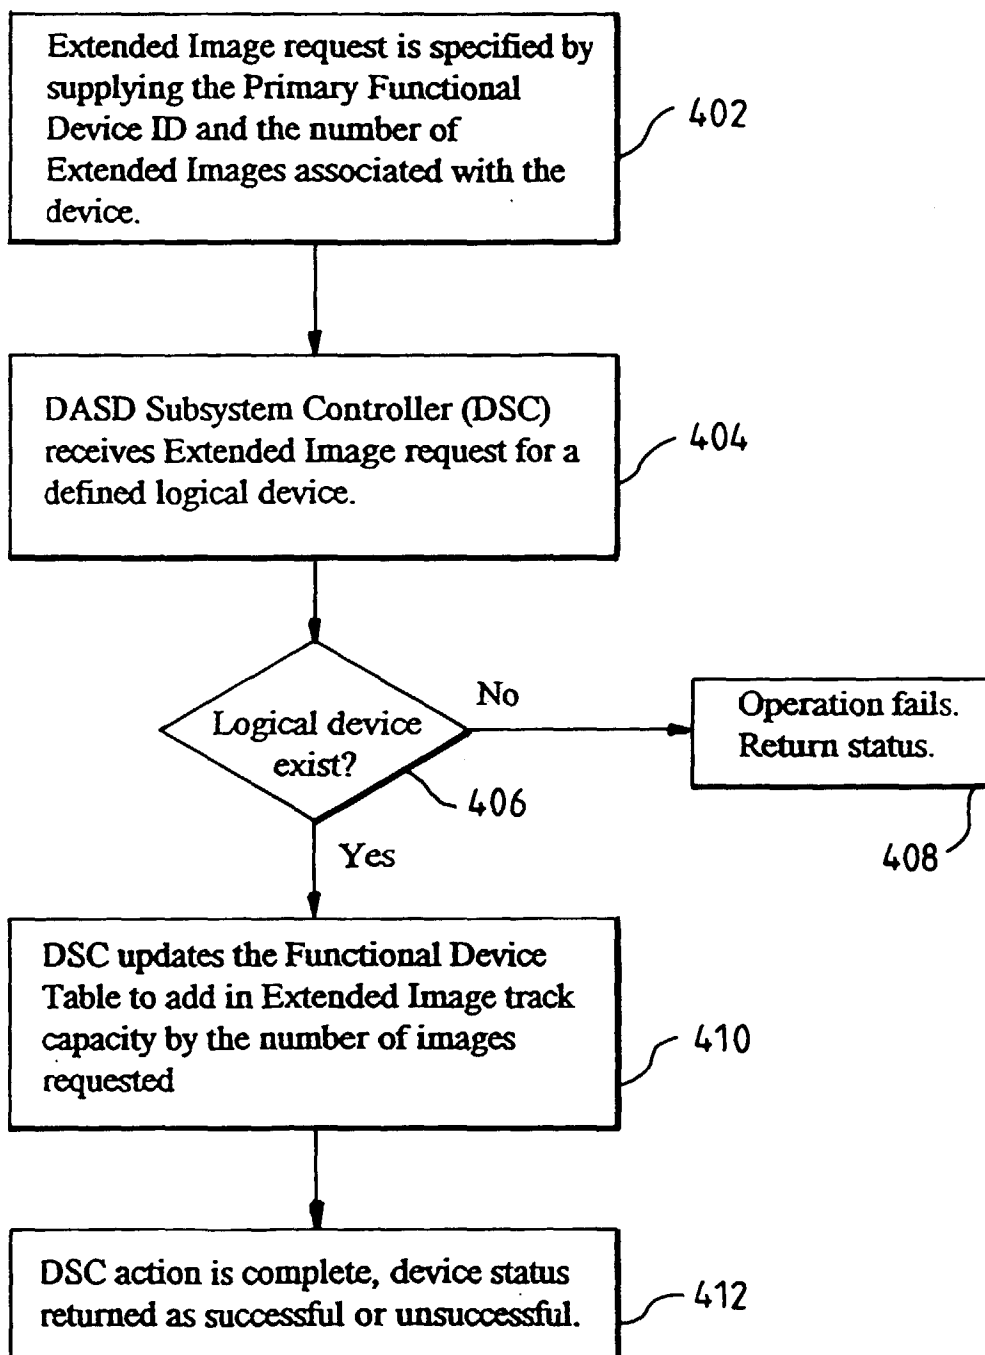 Extended Image request is specified by
supplying the Primary Functional
Device ID and the number of
Extended Images associated with the
device.
402
DASD Subsystem Controller (DSC)
receives Extended Image request for a
defined logical device.
404
Logical device
exist?
No
406
Yes
Operation fails.
Return status.
408
DSC updates the Functional Device
Table to add in Extended Image track
capacity by the number of images
requested
410
DSC action is complete, device status
returned as successful or unsuccessful.
412